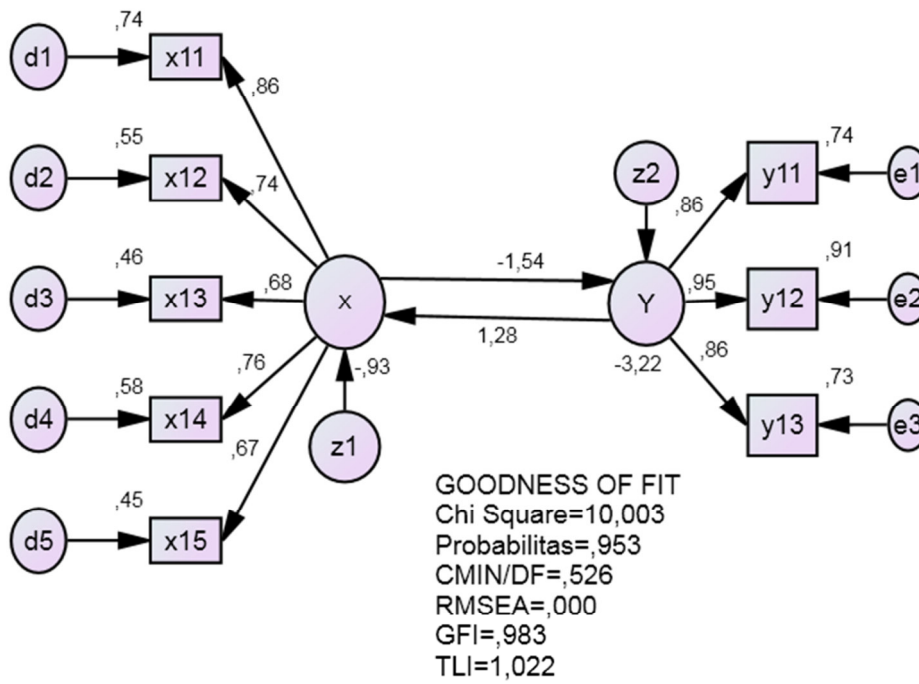 ,74
d1
x11
,86
,55
d2
x12
,74
,46
d3
x13
,68
,58
d4
x14
,76
,45
d5
x15
,67
x
-,93
z1
-1,54
1,28
z2
Y
-3,22
,86
y11
,74
e1
,95
y12
,91
e2
,86
y13
,73
e3
GOODNESS OF FIT
Chi Square=10,003
Probabilitas=,953
CMIN/DF=,526
RMSEA=,000
GFI=,983
TLI=1,022